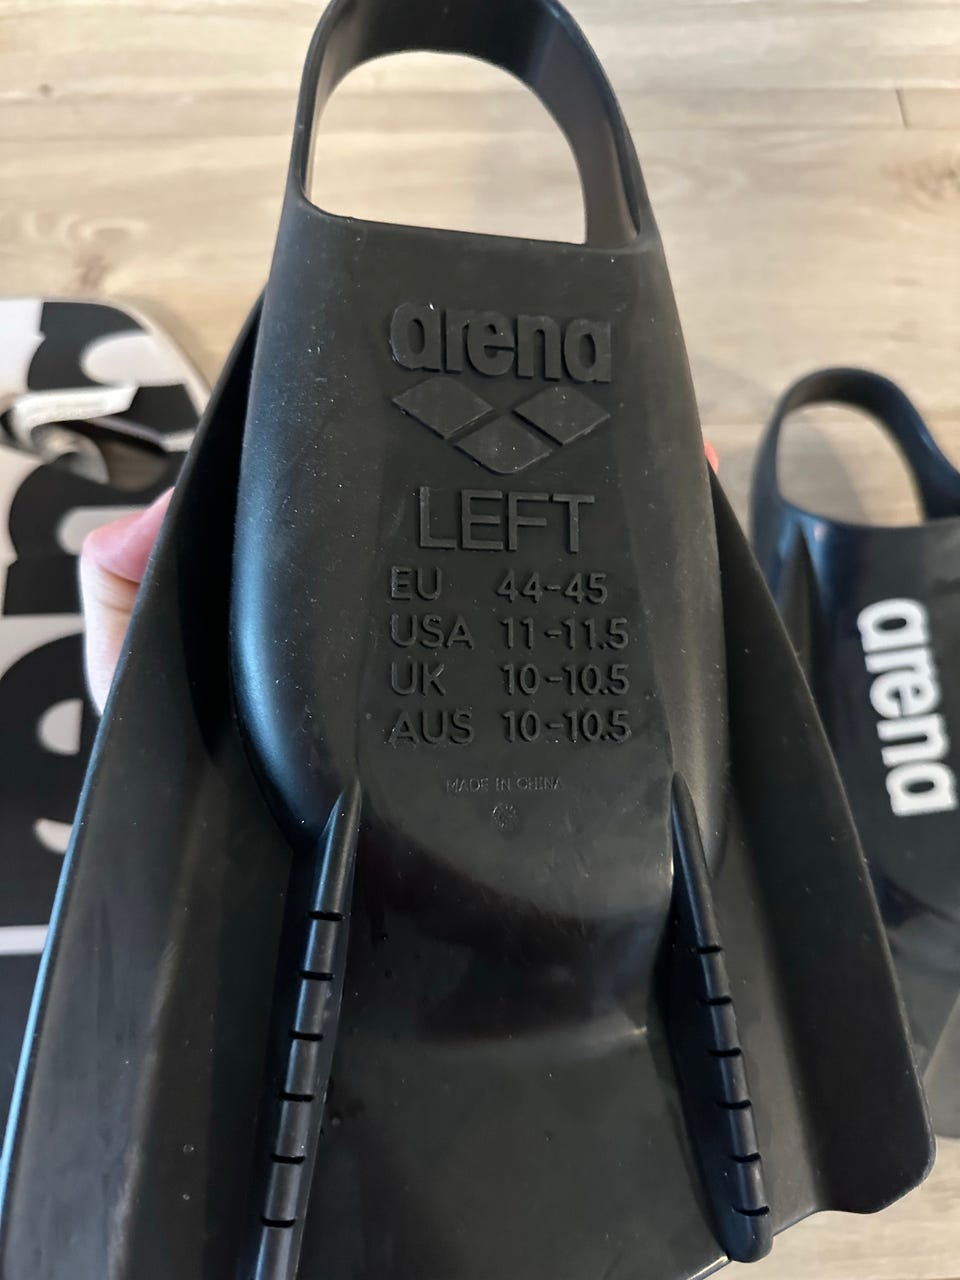 arena
LEFT
EU 44-45
USA 11-11.5
UK 10-10.5
AUS 10-10.5
MADE IN CHINA
arena